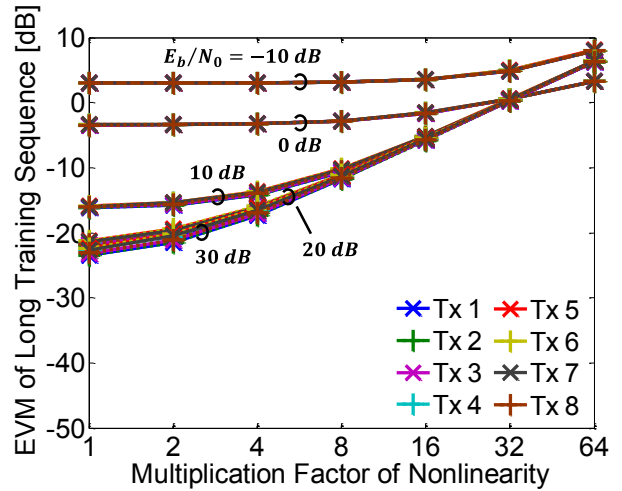 EVM of Long Training Sequence [dB]
10
0
-10
-20
-30
-40
-50
E_b/N_0 = −10 dB
0 dB
10 dB
20 dB
30 dB
Tx 1
Tx 2
Tx 3
Tx 4
Tx 5
Tx 6
Tx 7
Tx 8
1 2 4 8 16 32 64
Multiplication Factor of Nonlinearity